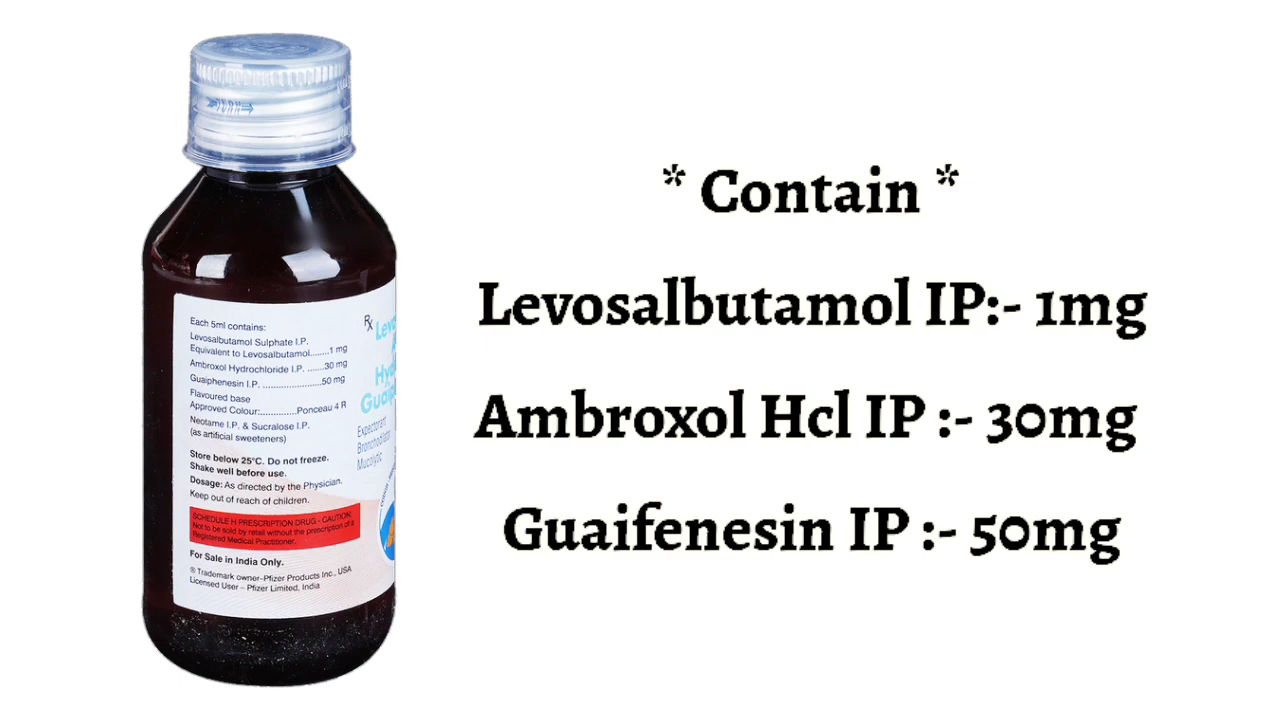 Each 5ml contains:
Levosalbutamol Sulphate I.P.
Equivalent to Levosalbutamol........1 mg
Ambroxol Hydrochloride I.P. .......30 mg
Guaiphenesin I.P. .......................50 mg
Flavoured base
Approved Colour:.............Ponceau 4 R
Neotame I.P. & Sucralose I.P.
(as artificial sweeteners)
Store below 25°C. Do not freeze.
Shake well before use.
Dosage: As directed by the Physician.
Keep out of reach of children.
SCHEDULE H PRESCRIPTION DRUG - CAUTION:
Not to be sold by retail without the prescription of a
Registered Medical Practitioner.
For Sale in India Only.
® Trademark owner-Pfizer Products Inc., USA
Licensed User – Pfizer Limited, India
Rx
Expectorant
Bronchodilator
Mucolytic
* Contain *
Levosalbutamol IP:- 1mg
Ambroxol Hcl IP :- 30mg
Guaifenesin IP :- 50mg